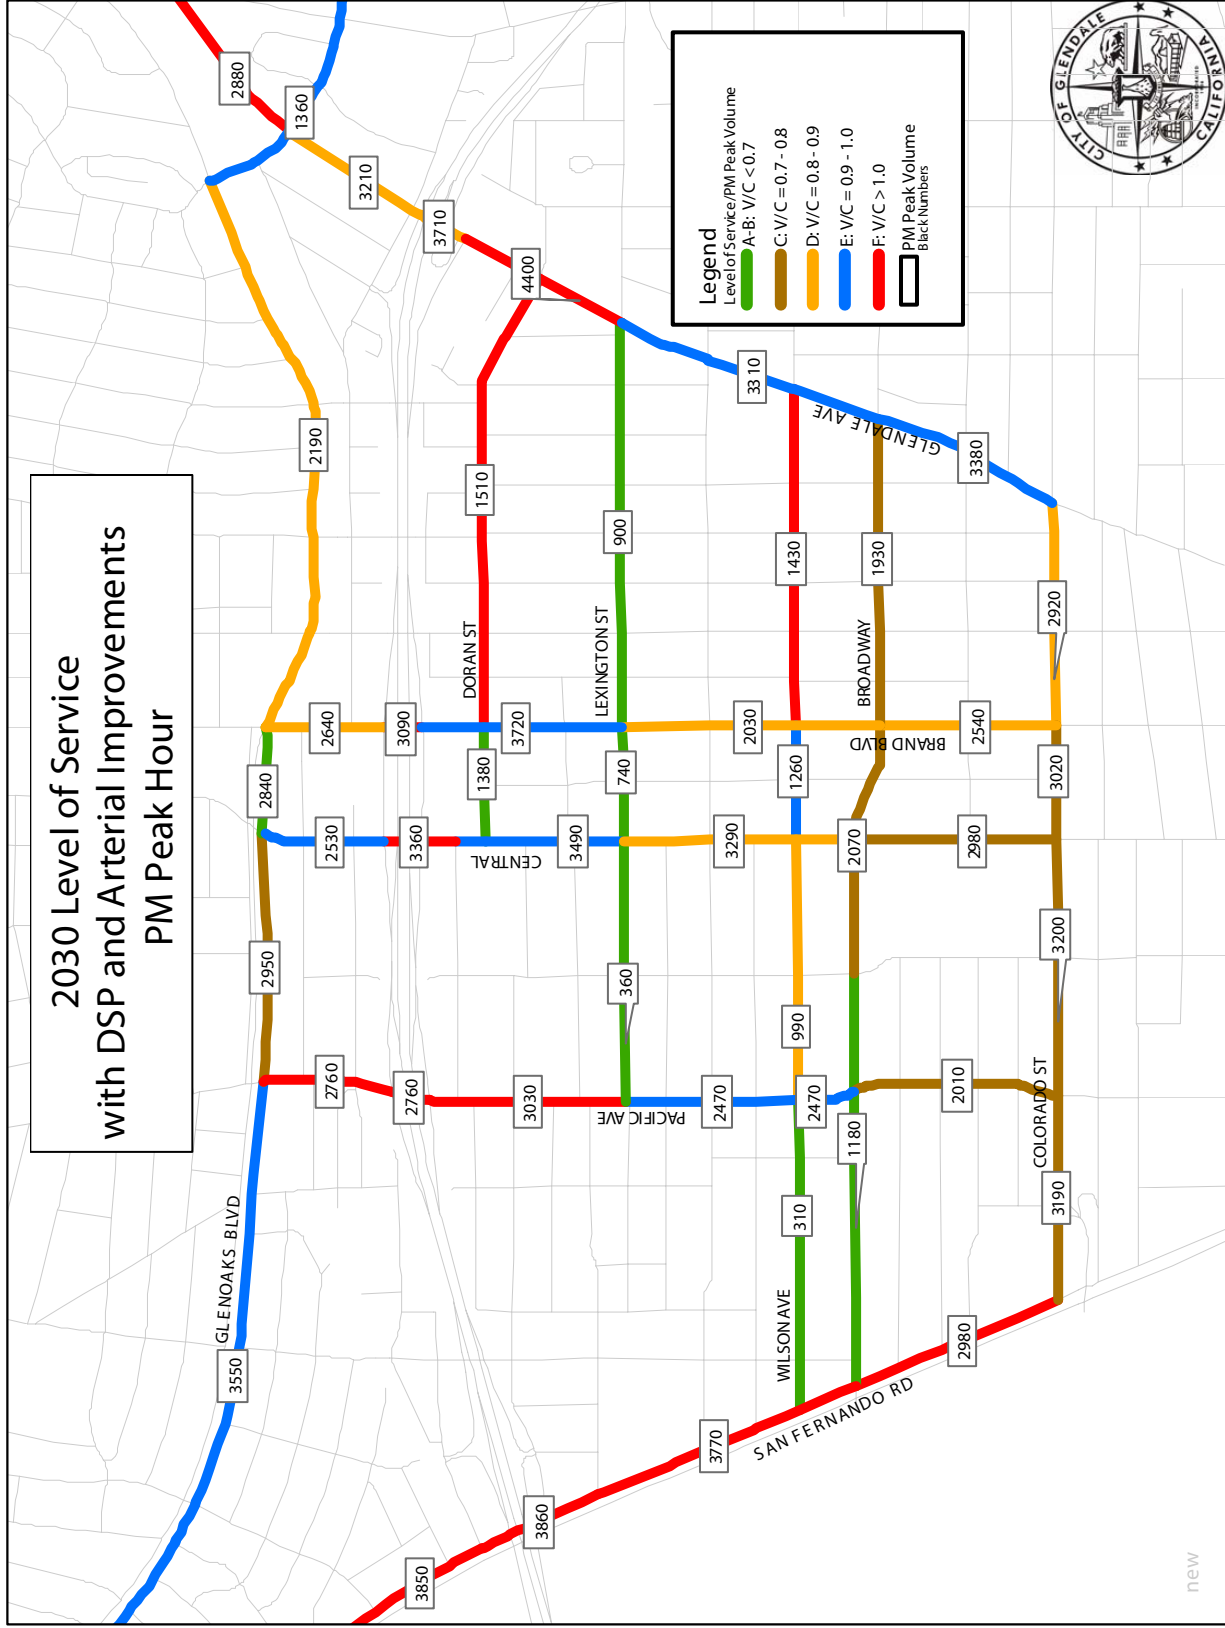 2030 Level of Service
with DSP and Arterial Improvements
PM Peak Hour
Legend
Level of Service/PM Peak Volume
A-B: V/C < 0.7
C: V/C = 0.7 - 0.8
D: V/C = 0.8 - 0.9
E: V/C = 0.9 - 1.0
F: V/C > 1.0
PM Peak Volume
Black Numbers
CITY OF GLENDALE
CALIFORNIA
INCORPORATED
GLENOAKS BLVD
DORAN ST
LEXINGTON ST
CENTRAL
PACIFIC AVE
WILSON AVE
BROADWAY
BRAND BLVD
GLENDALE AVE
COLORADO ST
SAN FERNANDO RD
3550
2950
2840
2190
1360
2880
3210
3710
4400
2760
2760
3030
2530
3360
3490
2640
3090
3720
1380
1510
360
740
900
3850
3860
3770
2980
2470
2470
2010
3290
2030
3310
310
990
1260
1430
1180
2070
1930
2980
2540
3380
3190
3200
3020
2920
new